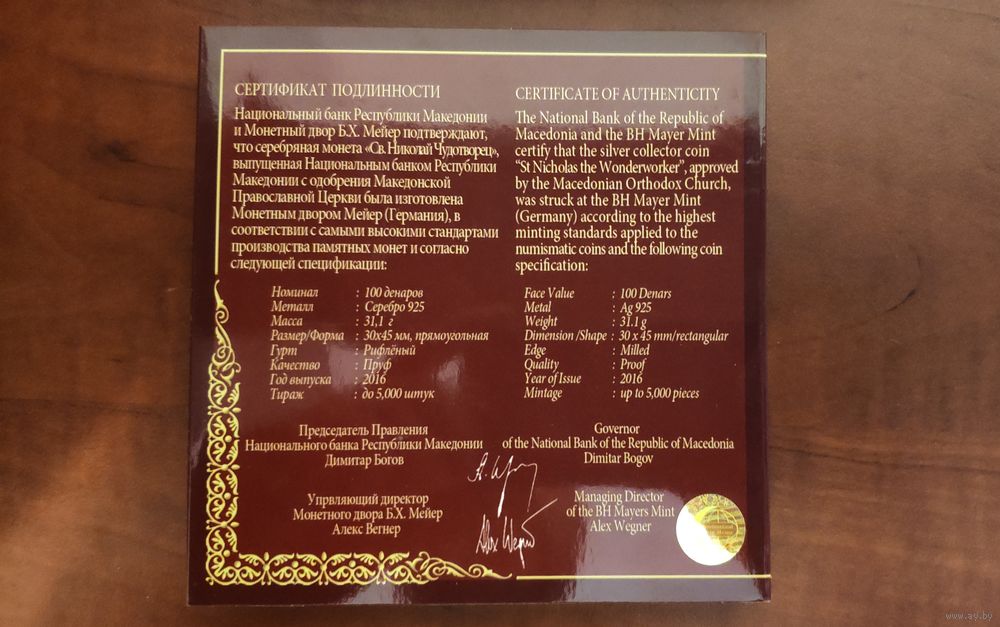 СЕРТИФИКАТ ПОДЛИННОСТИ
Национальный банк Республики Македонии
и Монетный двор Б.Х. Мейер подтверждают,
что серебряная монета «Св. Николай Чудотворец»,
выпущенная Национальным банком Республики
Македонии с одобрения Македонской
Православной Церкви была изготовлена
Монетным двором Мейер (Германия), в
соответствии с самыми высокими стандартами
производства памятных монет и согласно
следующей спецификации:
Номинал : 100 денаров
Металл : Серебро 925
Масса : 31,1 г
Размер/Форма : 30x45 мм, прямоугольная
Гурт : Рифлёный
Качество : Пруф
Год выпуска : 2016
Тираж : до 5,000 штук
Председатель Правления
Национального банка Республики Македонии
Димитар Богов
Упрвляющий директор
Монетного двора Б.Х. Мейер
Алекс Вегнер
CERTIFICATE OF AUTHENTICITY
The National Bank of the Republic of
Macedonia and the BH Mayer Mint
certify that the silver collector coin
“St Nicholas the Wonderworker”, approved
by the Macedonian Orthodox Church,
was struck at the BH Mayer Mint
(Germany) according to the highest
minting standards applied to the
numismatic coins and the following coin
specification:
Face Value : 100 Denars
Metal : Ag 925
Weight : 31.1 g
Dimension /Shape : 30 x 45 mm/rectangular
Edge : Milled
Quality : Proof
Year of Issue : 2016
Mintage : up to 5,000 pieces
Governor
of the National Bank of the Republic of Macedonia
Dimitar Bogov
Managing Director
of the BH Mayers Mint
Alex Wegner
Alex Wegner
www.ay.by